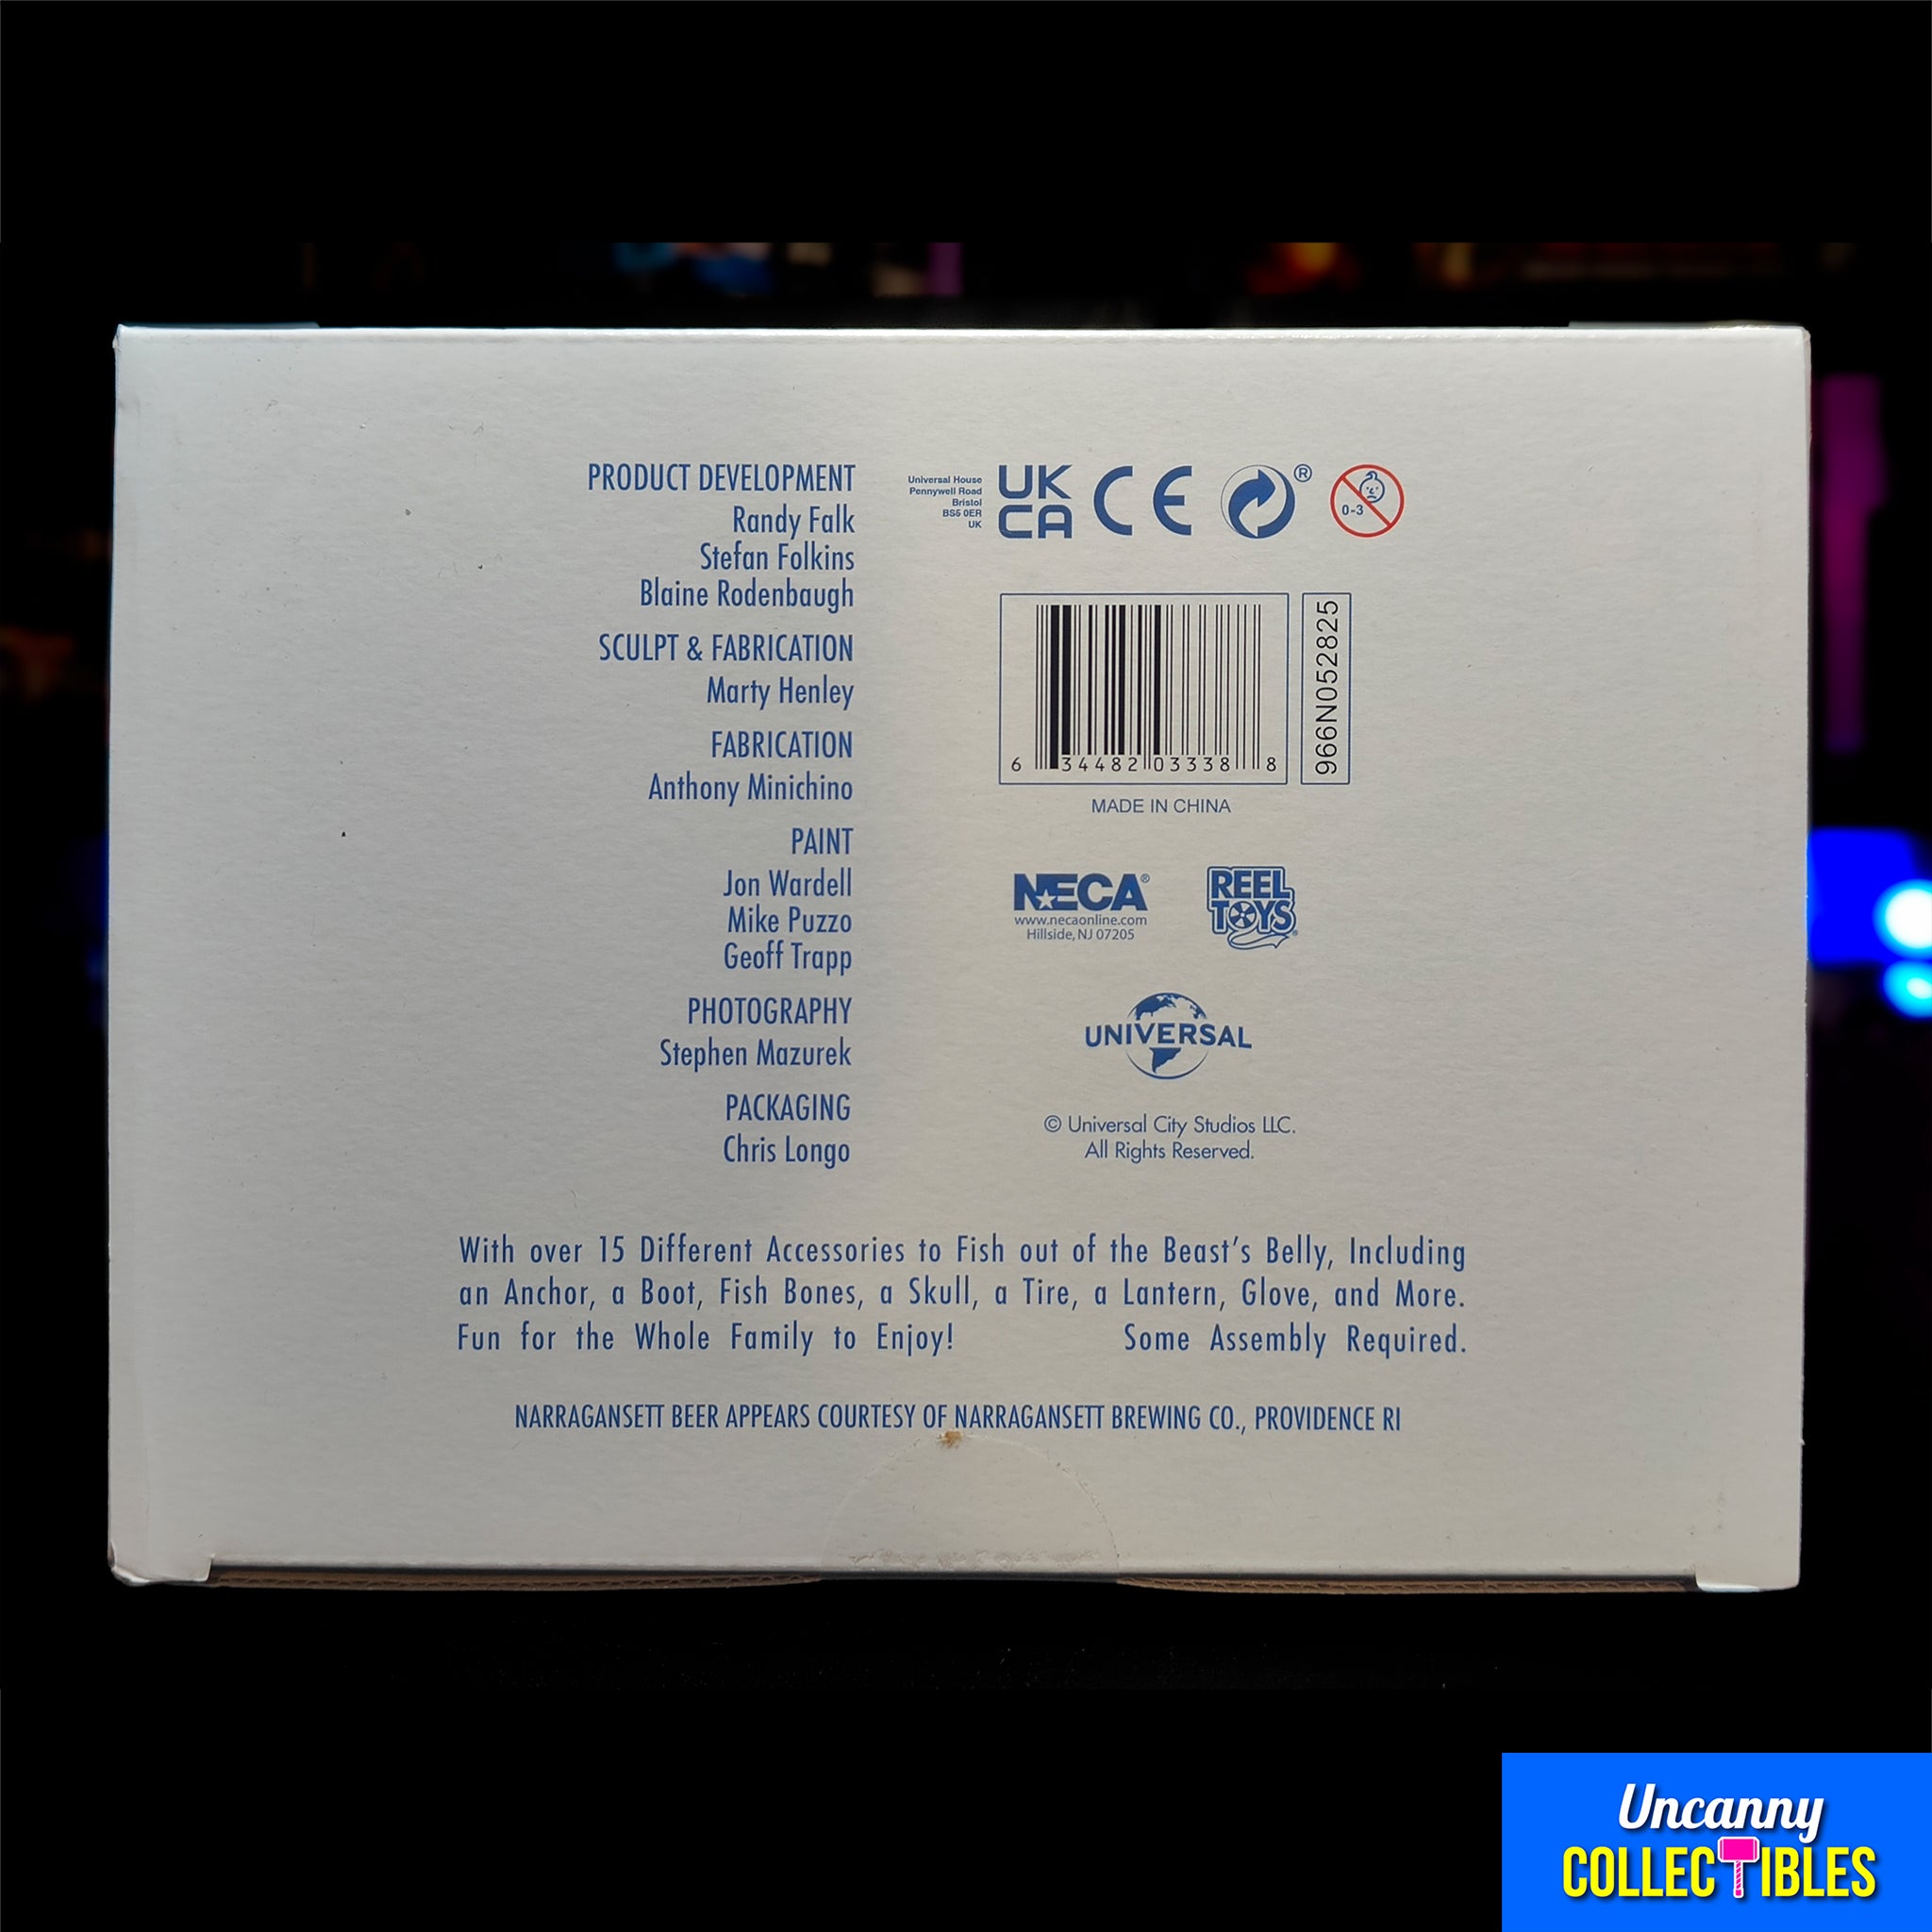 PRODUCT DEVELOPMENT
Randy Falk
Stefan Folkins
Blaine Rodenbaugh
SCULPT & FABRICATION
Marty Henley
FABRICATION
Anthony Minichino
PAINT
Jon Wardell
Mike Puzzo
Geoff Trapp
PHOTOGRAPHY
Stephen Mazurek
PACKAGING
Chris Longo
Universal House
Pennywell Road
Bristol
BS5 0ER
UK
UK
CA
CE
®
0-3
6 34482 03338 8
966N052825
MADE IN CHINA
NECA®
www.necaonline.com
Hillside, NJ 07205
REEL
TOYS®
UNIVERSAL
© Universal City Studios LLC.
All Rights Reserved.
With over 15 Different Accessories to Fish out of the Beast's Belly, Including
an Anchor, a Boot, Fish Bones, a Skull, a Tire, a Lantern, Glove, and More.
Fun for the Whole Family to Enjoy! Some Assembly Required.
NARRAGANSETT BEER APPEARS COURTESY OF NARRAGANSETT BREWING CO., PROVIDENCE RI
Uncanny
COLLECTIBLES